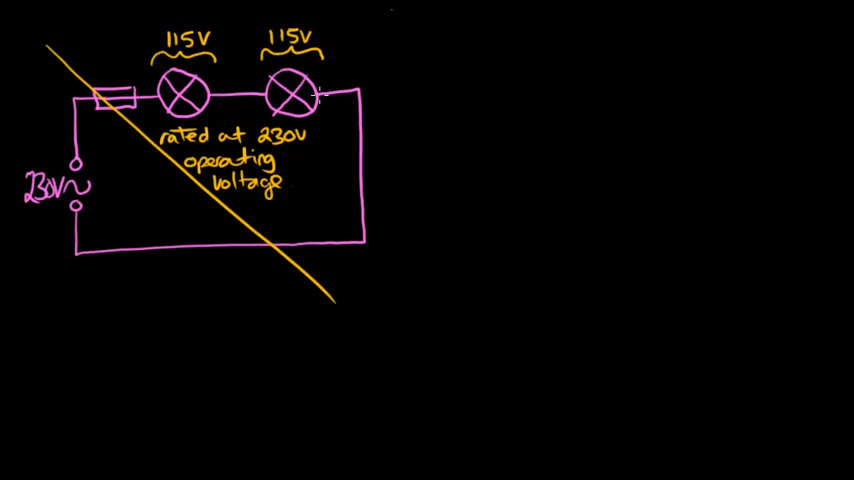 115V 115V
rated at 230V
operating
voltage
230V~